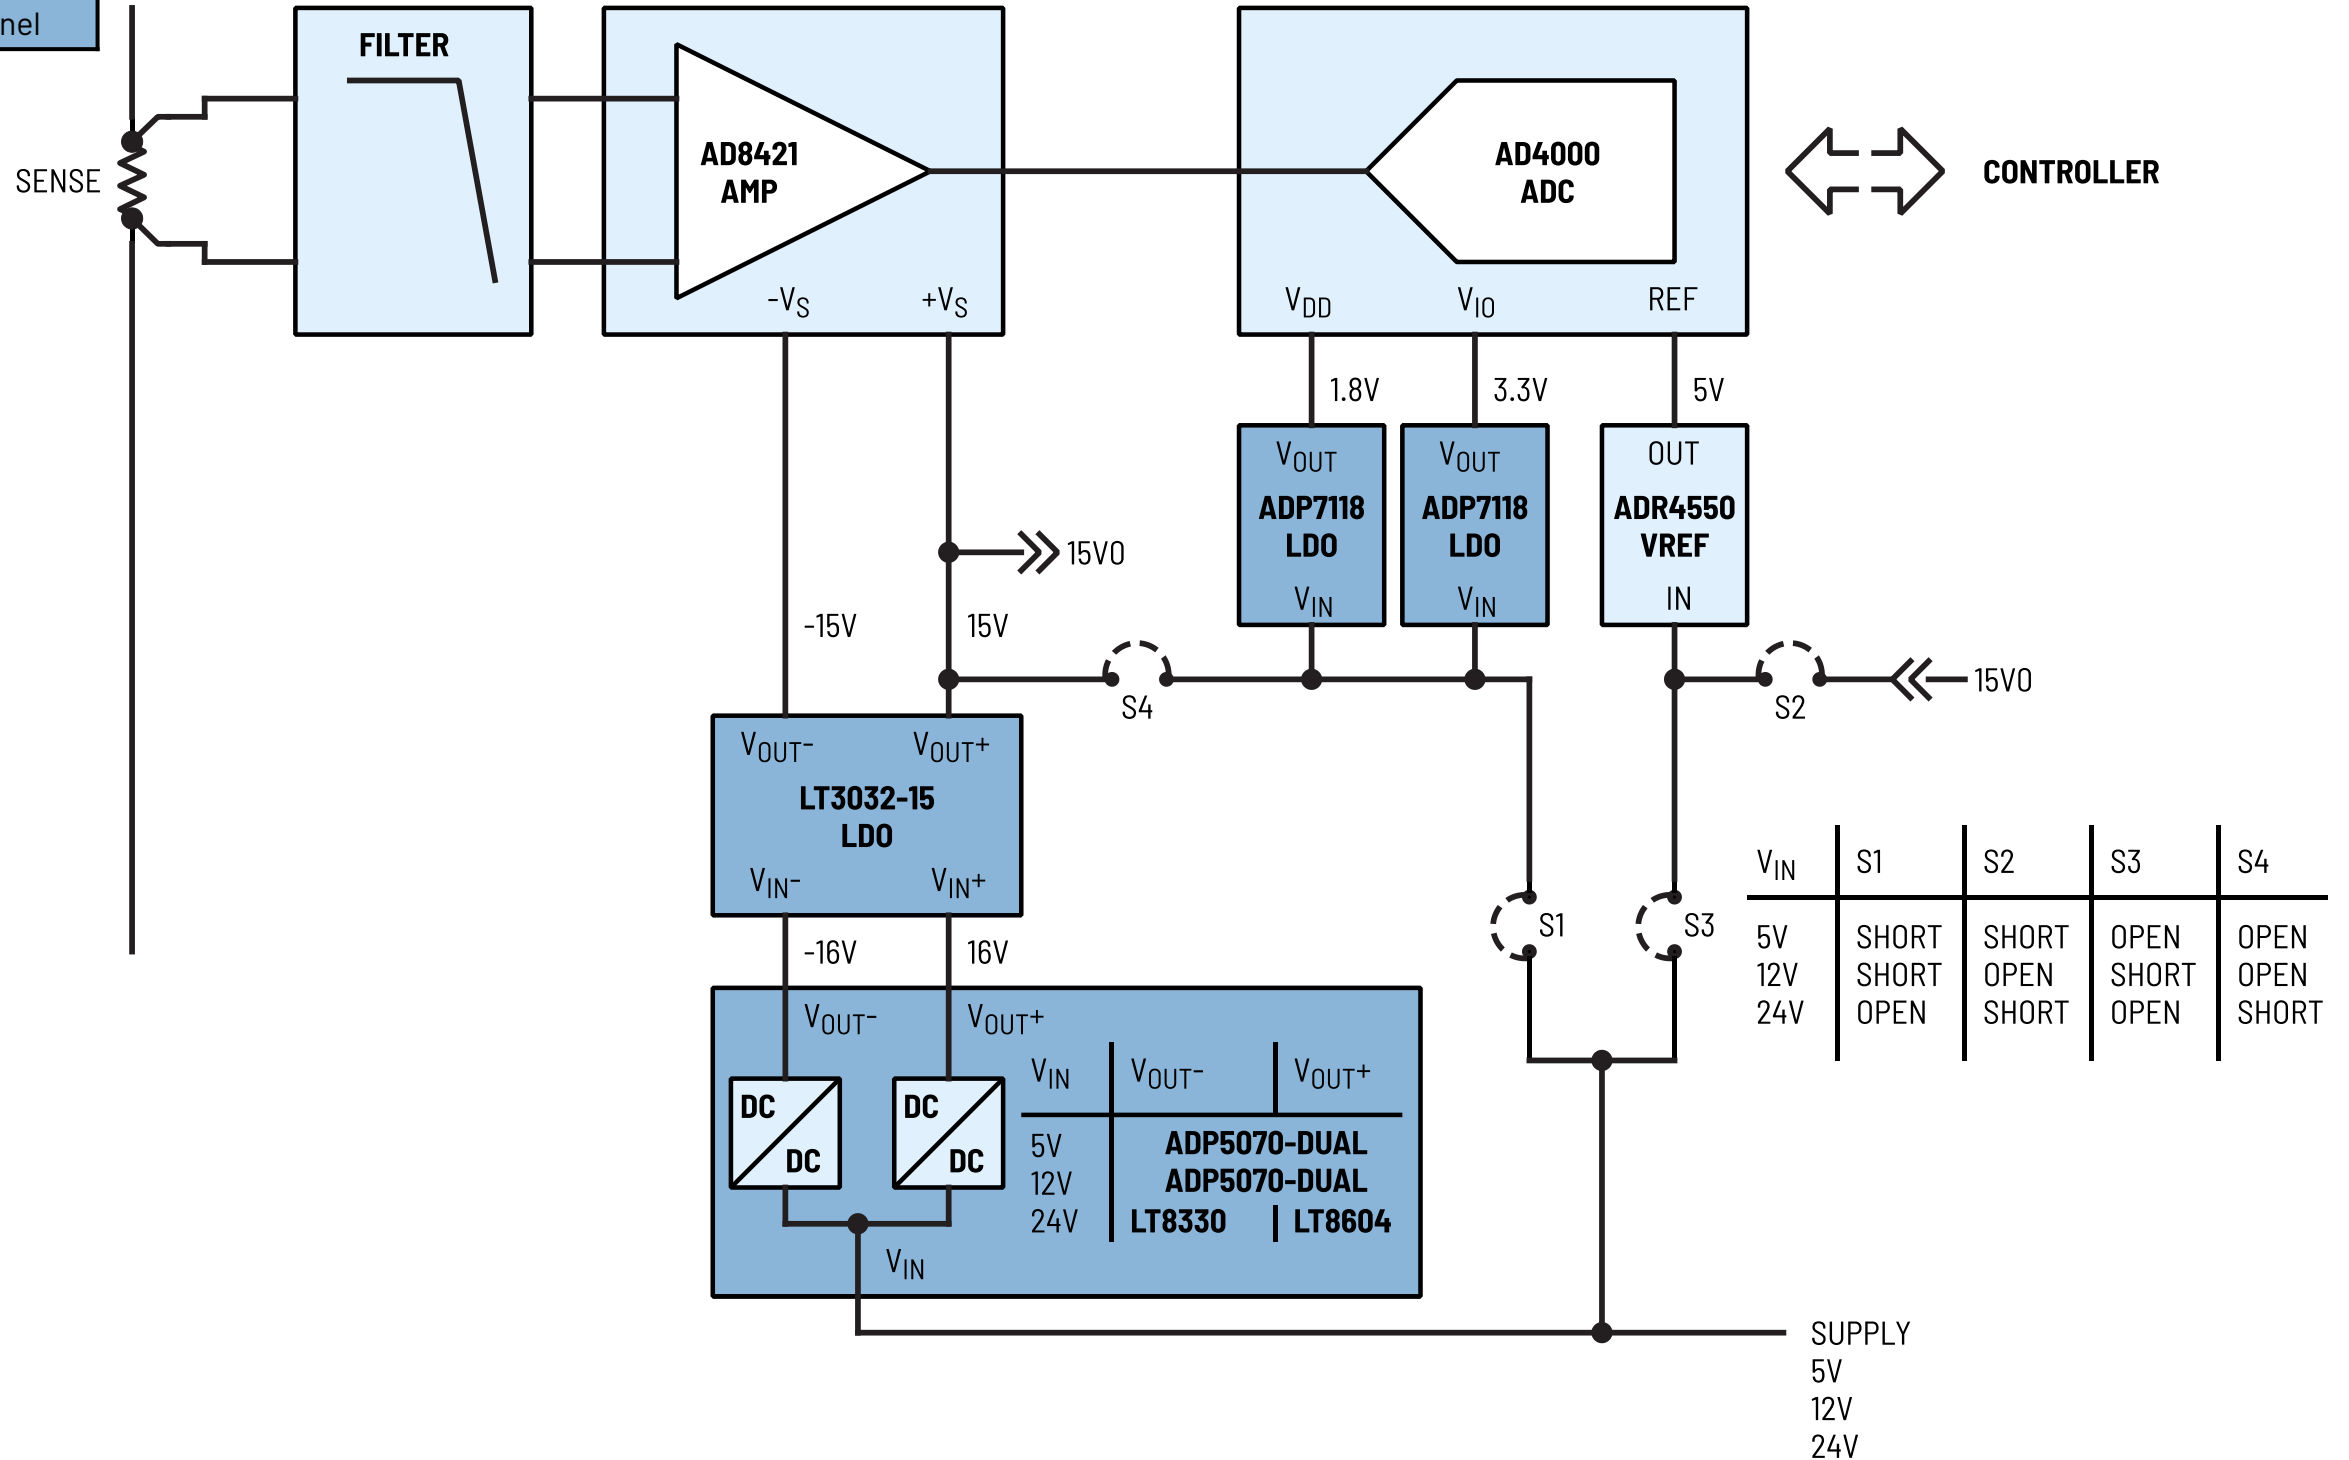 nel
FILTER
SENSE
AD8421
AMP
-VS
+VS
AD4000
ADC
VDD
VIO
REF
CONTROLLER
1.8V
3.3V
5V
VOUT
ADP7118
LDO
VIN
VOUT
ADP7118
LDO
VIN
OUT
ADR4550
VREF
IN
15V0
-15V
15V
S4
S2
15V0
VOUT-
VOUT+
LT3032-15
LDO
VIN-
VIN+
-16V
16V
S1
S3
VIN S1 S2 S3 S4
5V SHORT SHORT OPEN OPEN
12V SHORT OPEN SHORT OPEN
24V OPEN SHORT OPEN SHORT
VOUT-
VOUT+
DC
DC
DC
DC
VIN
VIN VOUT- VOUT+
5V ADP5070-DUAL
12V ADP5070-DUAL
24V LT8330 LT8604
SUPPLY
5V
12V
24V